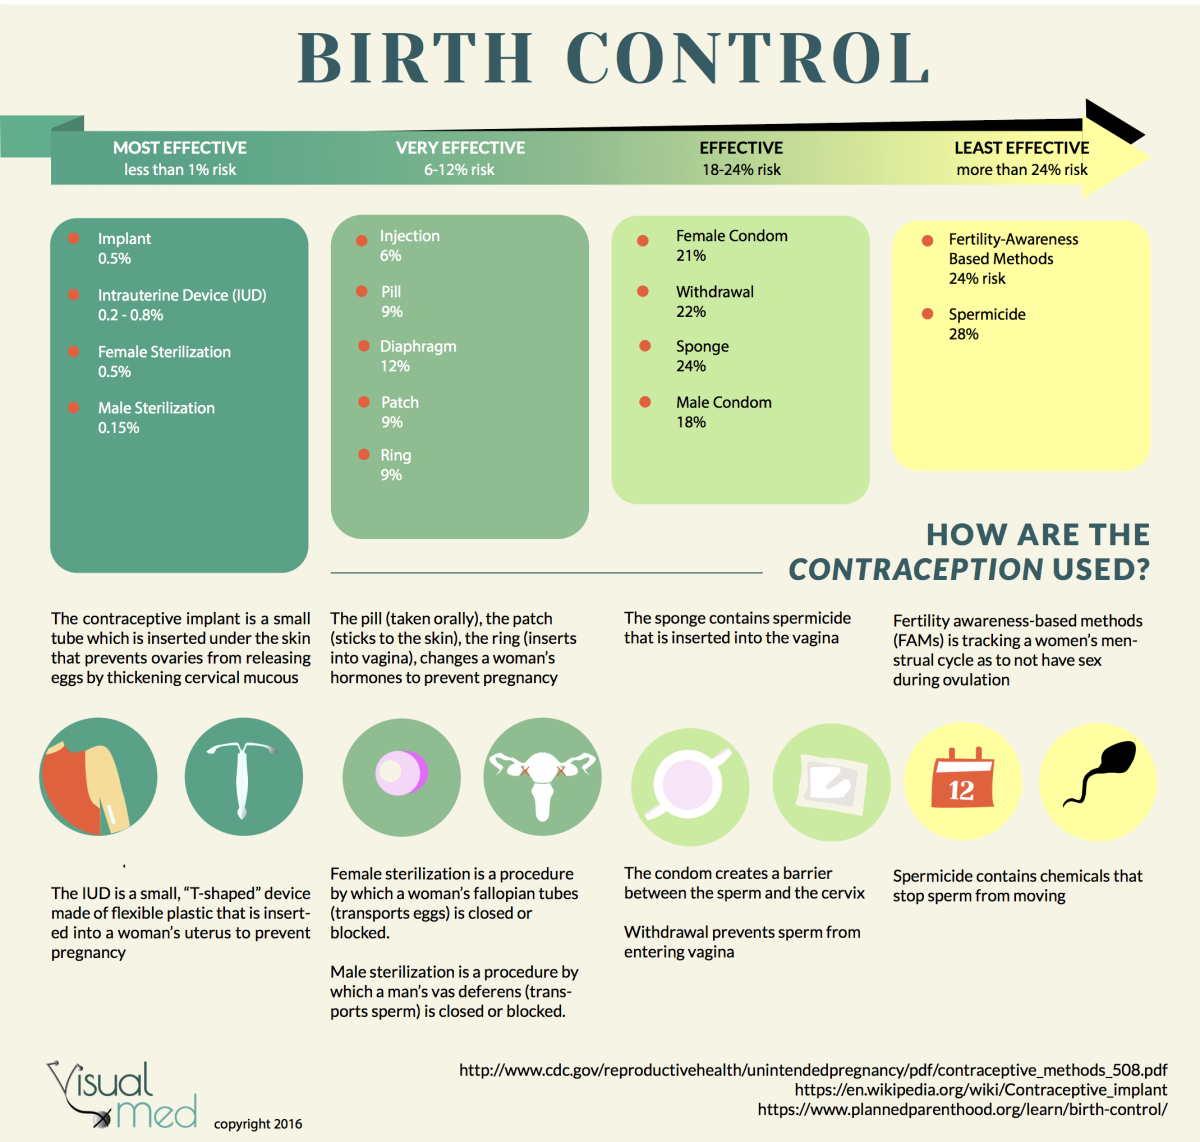 BIRTH CONTROL
MOST EFFECTIVE
less than 1% risk
VERY EFFECTIVE
6-12% risk
EFFECTIVE
18-24% risk
LEAST EFFECTIVE
more than 24% risk
Implant
0.5%
Intrauterine Device (IUD)
0.2 - 0.8%
Female Sterilization
0.5%
Male Sterilization
0.15%
Injection
6%
Pill
9%
Diaphragm
12%
Patch
9%
Ring
9%
Female Condom
21%
Withdrawal
22%
Sponge
24%
Male Condom
18%
Fertility-Awareness
Based Methods
24% risk
Spermicide
28%
HOW ARE THE
CONTRACEPTION USED?
The contraceptive implant is a small
tube which is inserted under the skin
that prevents ovaries from releasing
eggs by thickening cervical mucous
The pill (taken orally), the patch
(sticks to the skin), the ring (inserts
into vagina), changes a woman's
hormones to prevent pregnancy
The sponge contains spermicide
that is inserted into the vagina
Fertility awareness-based methods
(FAMs) is tracking a women's men-
strual cycle as to not have sex
during ovulation
12
The IUD is a small, “T-shaped” device
made of flexible plastic that is insert-
ed into a woman's uterus to prevent
pregnancy
Female sterilization is a procedure
by which a woman's fallopian tubes
(transports eggs) is closed or
blocked.
Male sterilization is a procedure by
which a man's vas deferens (trans-
ports sperm) is closed or blocked.
The condom creates a barrier
between the sperm and the cervix
Withdrawal prevents sperm from
entering vagina
Spermicide contains chemicals that
stop sperm from moving
Visual
med
copyright 2016
http://www.cdc.gov/reproductivehealth/unintendedpregnancy/pdf/contraceptive_methods_508.pdf
https://en.wikipedia.org/wiki/Contraceptive_implant
https://www.plannedparenthood.org/learn/birth-control/